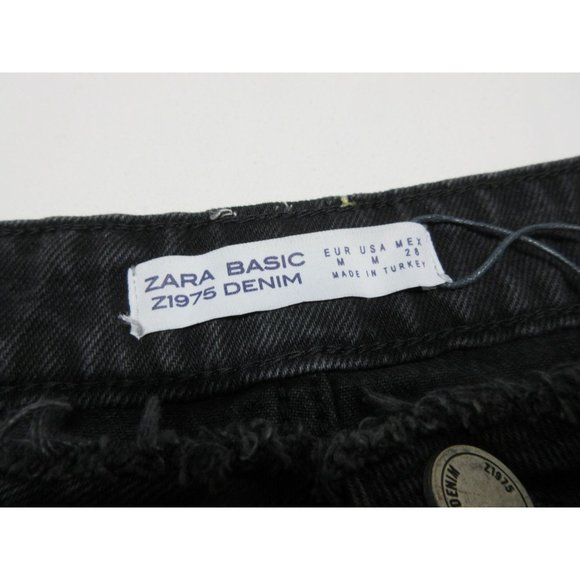 ZARA BASIC
Z1975 DENIM
EUR USA MEX
M M 28
MADE IN TURKEY
Z1975
DENIM